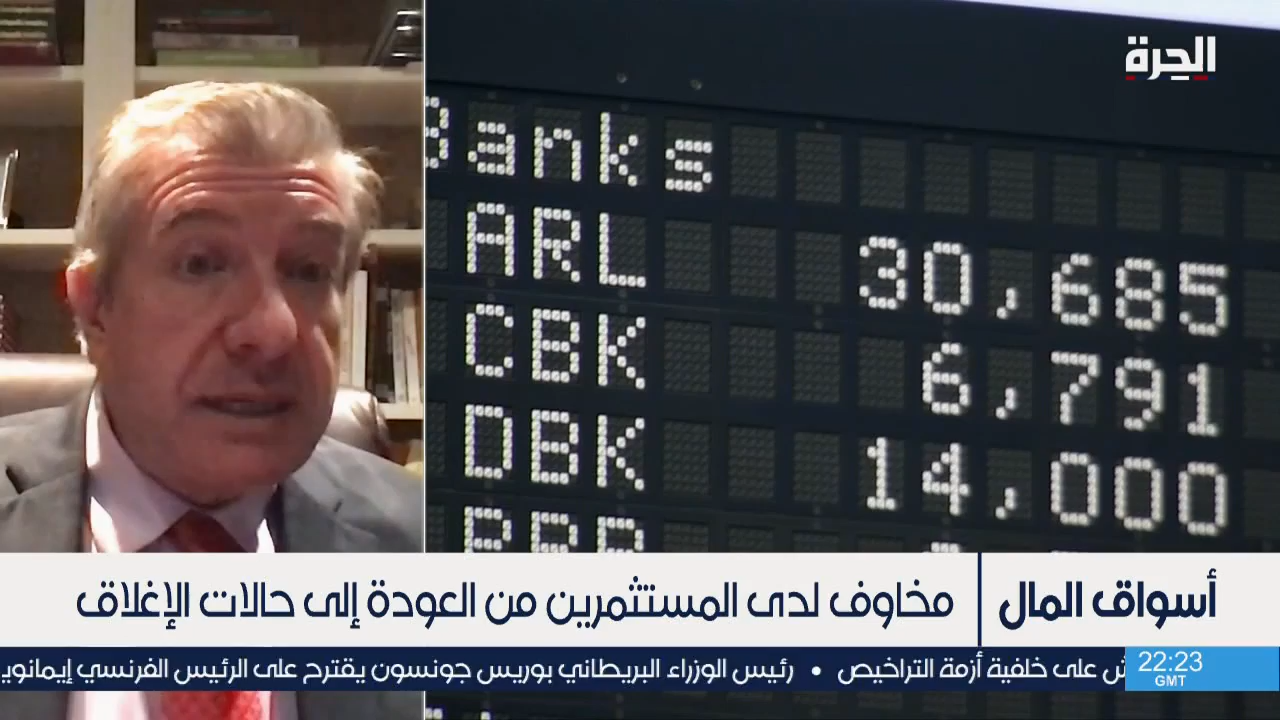 الحرة
Banks
ARL 30,685
CBK 6,791
DBK 14,000
أسواق المال
مخاوف لدى المستثمرين من العودة إلى حالات الإغلاق
على خلفية أزمة التراخيص • رئيس الوزراء البريطاني بوريس جونسون يقترح على الرئيس الفرنسي
22:23
GMT